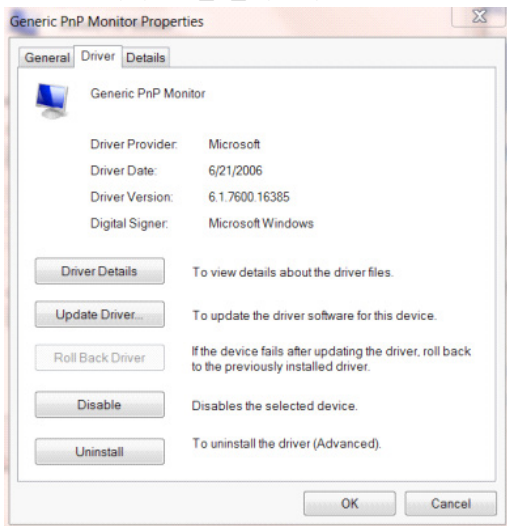 Generic PnP Monitor Properties
General Driver Details
Generic PnP Monitor
Driver Provider: Microsoft
Driver Date: 6/21/2006
Driver Version: 6.1.7600.16385
Digital Signer: Microsoft Windows
Driver Details To view details about the driver files.
Update Driver... To update the driver software for this device.
Roll Back Driver If the device fails after updating the driver, roll back
to the previously installed driver.
Disable Disables the selected device.
Uninstall To uninstall the driver (Advanced).
OK Cancel